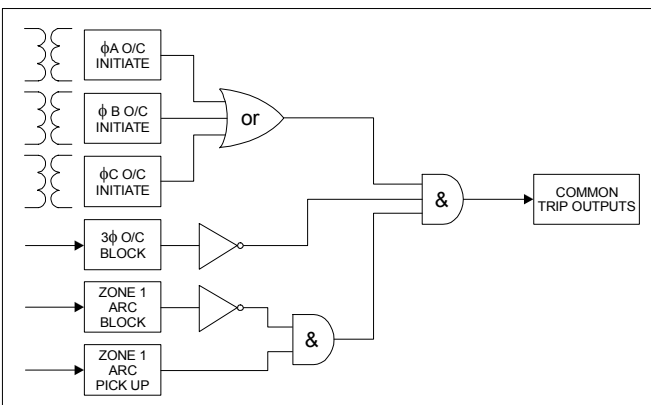 ϕA O/C
INITIATE
ϕ B O/C
INITIATE
ϕC O/C
INITIATE
or
3ϕ O/C
BLOCK
ZONE 1
ARC
BLOCK
ZONE 1
ARC
PICK UP
&
&
COMMON
TRIP OUTPUTS